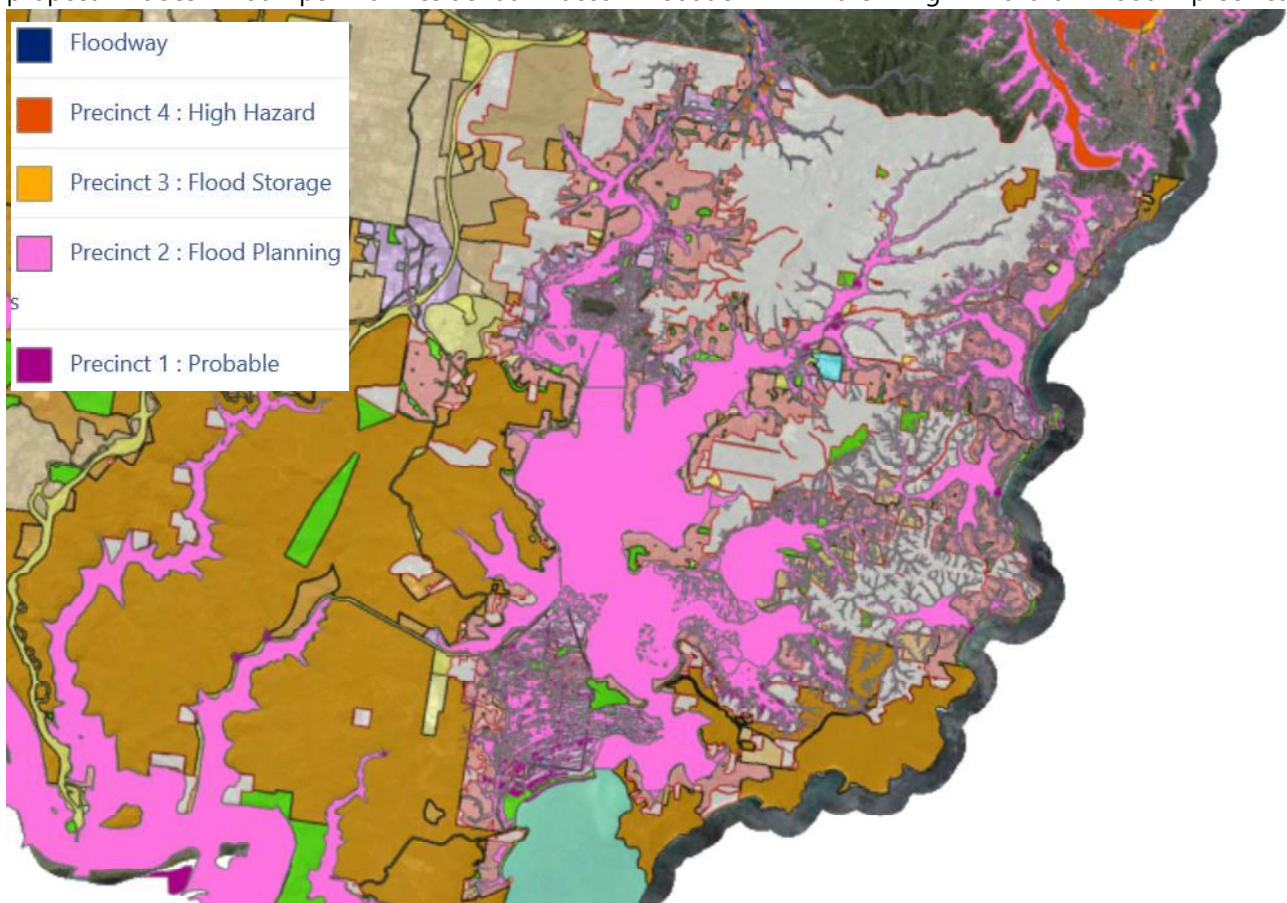 Floodway
Precinct 4 : High Hazard
Precinct 3 : Flood Storage
Precinct 2 : Flood Planning
s
Precinct 1 : Probable